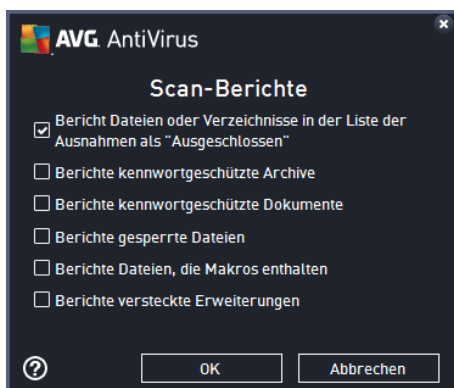 AVG. AntiVirus
Scan-Berichte
Bericht Dateien oder Verzeichnisse in der Liste der
Ausnahmen als "Ausgeschlossen"
Berichte kennwortgeschützte Archive
Berichte kennwortgeschützte Dokumente
Berichte gesperrte Dateien
Berichte Dateien, die Makros enthalten
Berichte versteckte Erweiterungen
?
OK
Abbrechen